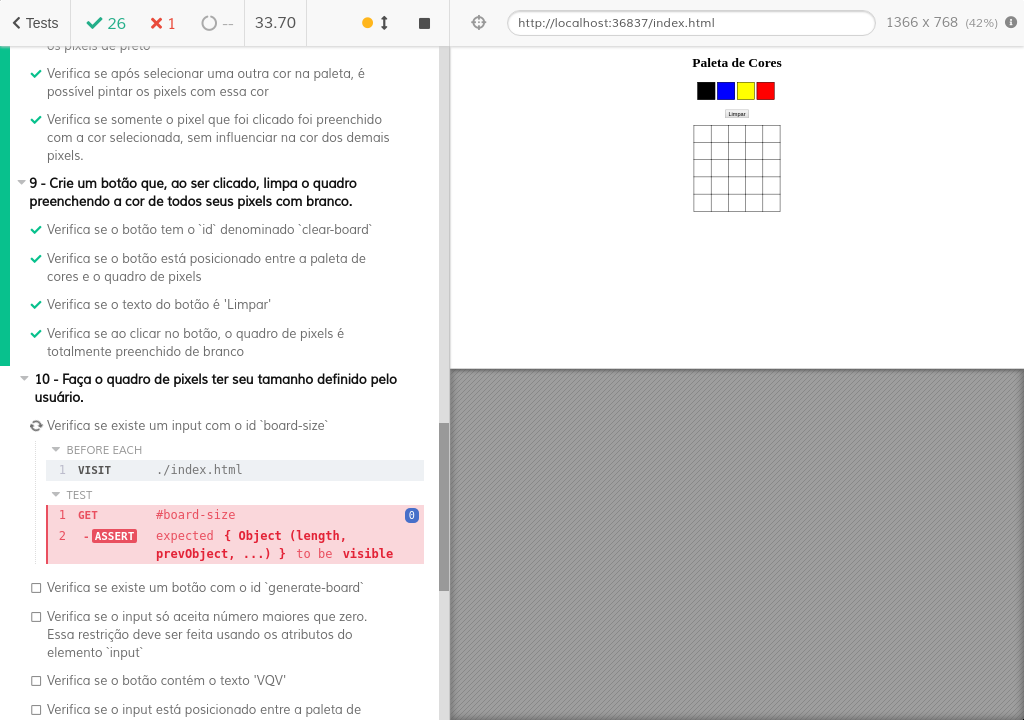 Tests
26
1
--
33.70
http://localhost:36837/index.html
1366 x 768 (42%)
os pixels de preto
Verifica se após selecionar uma outra cor na paleta, é
possível pintar os pixels com essa cor
Verifica se somente o pixel que foi clicado foi preenchido
com a cor selecionada, sem influenciar na cor dos demais
pixels.
9 - Crie um botão que, ao ser clicado, limpa o quadro
preenchendo a cor de todos seus pixels com branco.
Verifica se o botão tem o `id` denominado `clear-board`
Verifica se o botão está posicionado entre a paleta de
cores e o quadro de pixels
Verifica se o texto do botão é 'Limpar'
Verifica se ao clicar no botão, o quadro de pixels é
totalmente preenchido de branco
10 - Faça o quadro de pixels ter seu tamanho definido pelo
usuário.
Verifica se existe um input com o id `board-size`
BEFORE EACH
1 VISIT ./index.html
TEST
1 GET #board-size 0
2 -ASSERT expected { Object (length,
prevObject, ...) } to be visible
Verifica se existe um botão com o id `generate-board`
Verifica se o input só aceita número maiores que zero.
Essa restrição deve ser feita usando os atributos do
elemento `input`
Verifica se o botão contém o texto 'VQV'
Verifica se o input está posicionado entre a paleta de
Paleta de Cores
Limpar